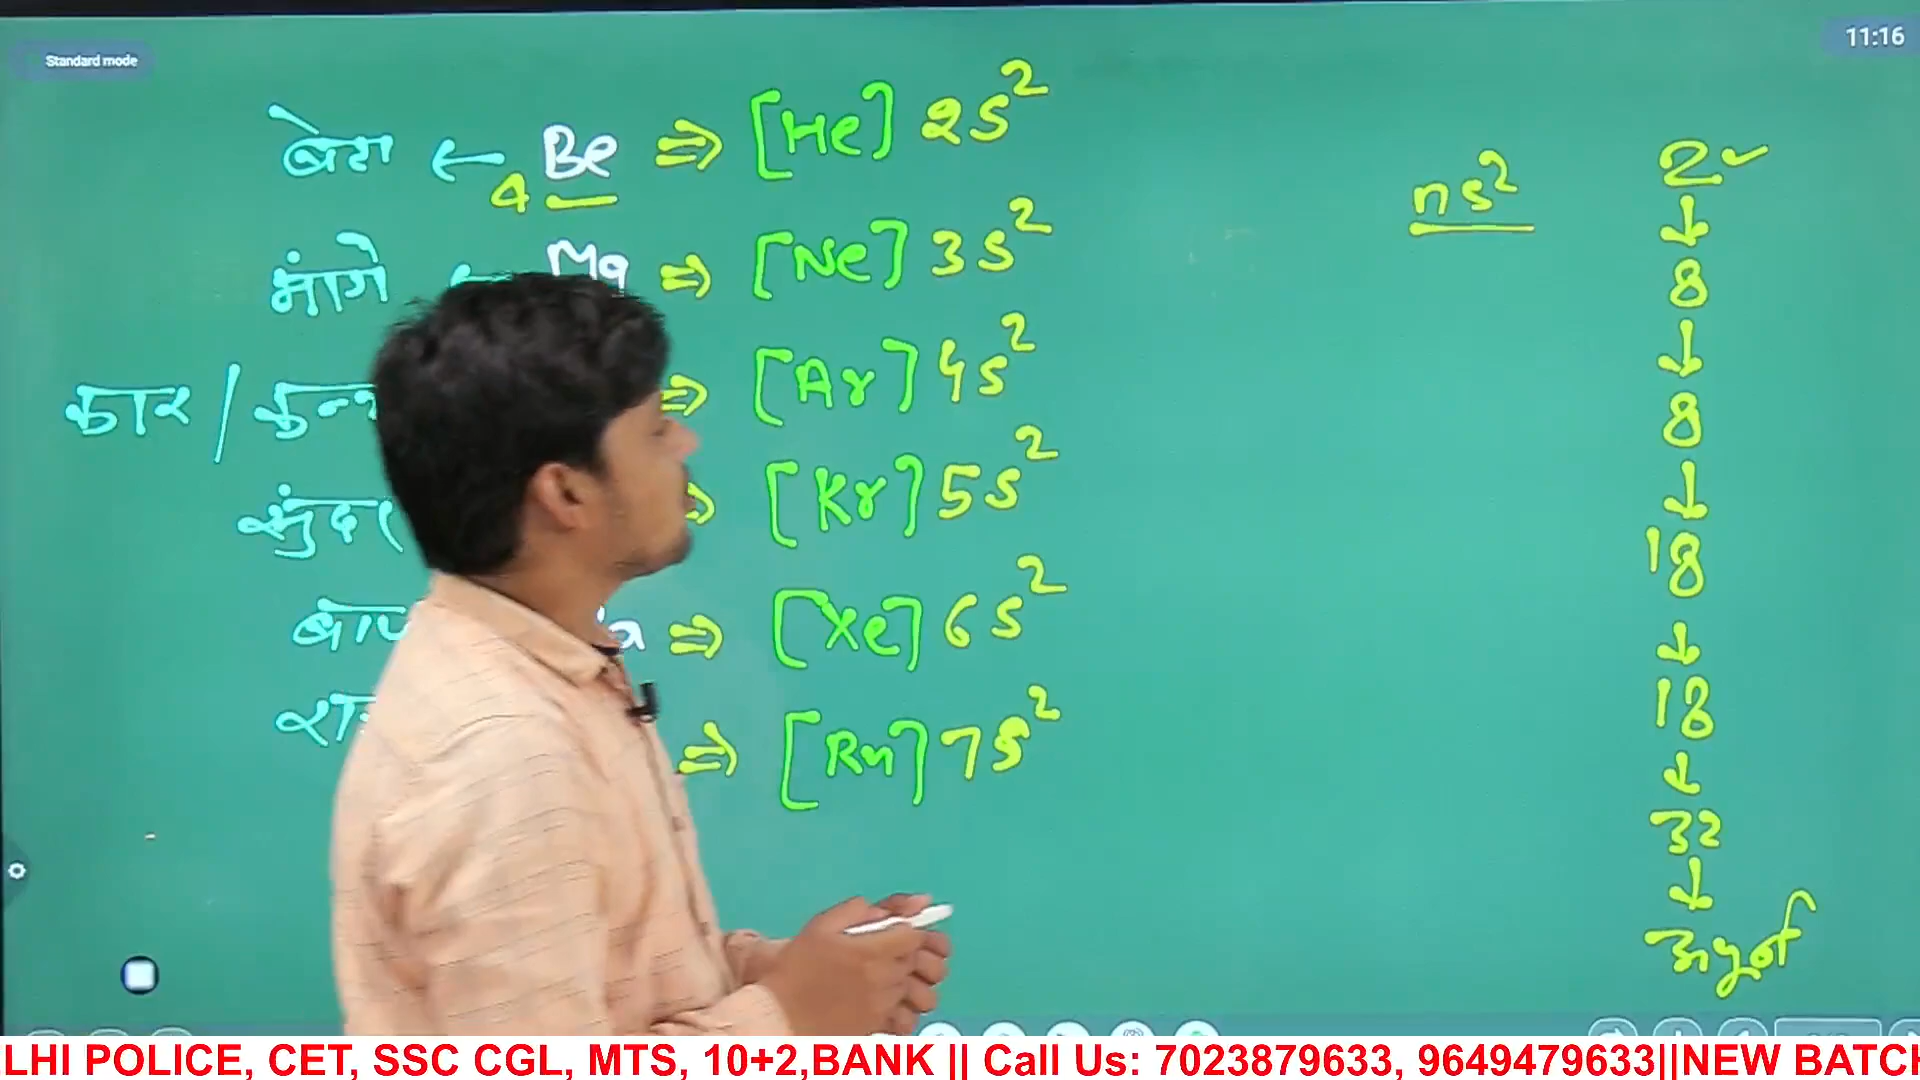 Standard mode
11:16
बेटा ← 4 Be ⇒ [He] 2s²
मांगे ← Mg ⇒ [Ne] 3s²
कार / ⇒ [Ar] 4s²
⇒ [Kr] 5s²
⇒ [Xe] 6s²
⇒ [Rn] 7s²
ns²
2 ✓
↓
8
↓
8
↓
18
↓
18
↓
32
↓
अपूर्ण
LHI POLICE, CET, SSC CGL, MTS, 10+2,BANK || Call Us: 7023879633, 9649479633||NEW BATCH